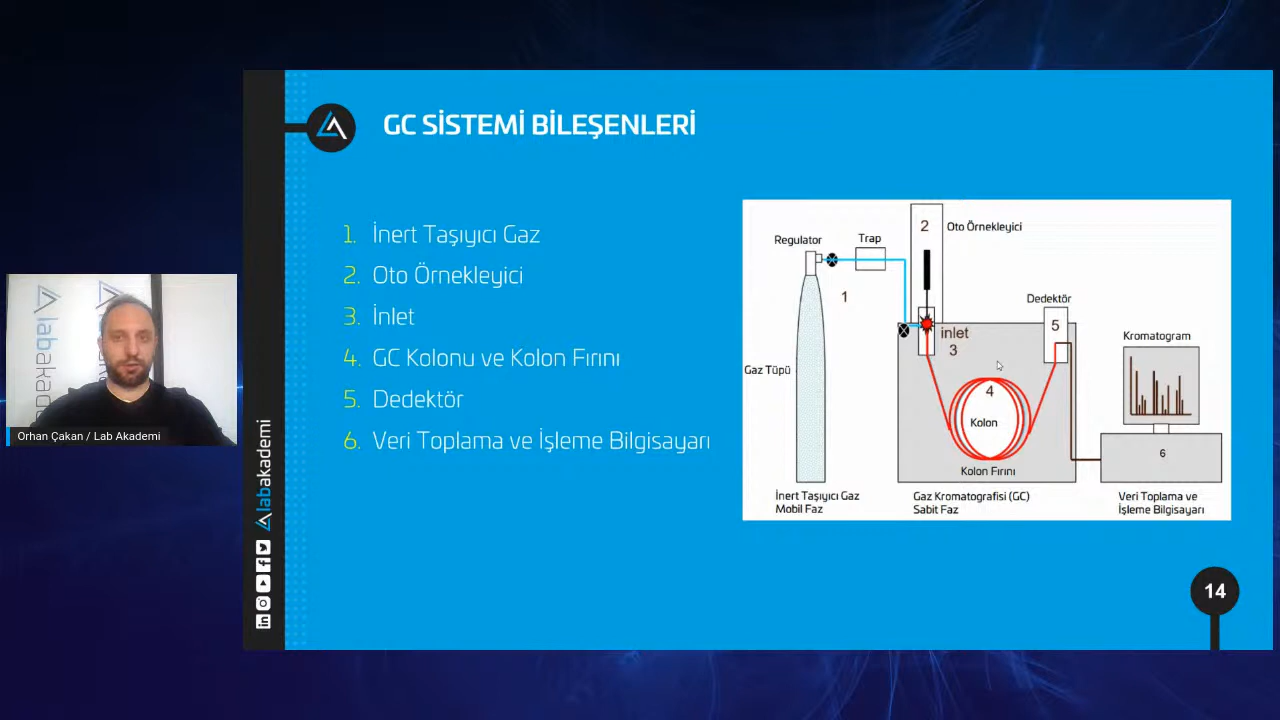 GC SİSTEMİ BİLEŞENLERİ
1. İnert Taşıyıcı Gaz
2. Oto Örnekleyici
3. İnlet
4. GC Kolonu ve Kolon Fırını
5. Dedektör
6. Veri Toplama ve İşleme Bilgisayarı
Regulator
Trap
2
Oto Örnekleyici
1
inlet
3
Dedektör
5
Kromatogram
Gaz Tüpü
4
Kolon
Kolon Fırını
6
İnert Taşıyıcı Gaz
Mobil Faz
Gaz Kromatografisi (GC)
Sabit Faz
Veri Toplama ve
İşleme Bilgisayarı
14
labakademi
labakade
Orhan Çakan / Lab Akademi